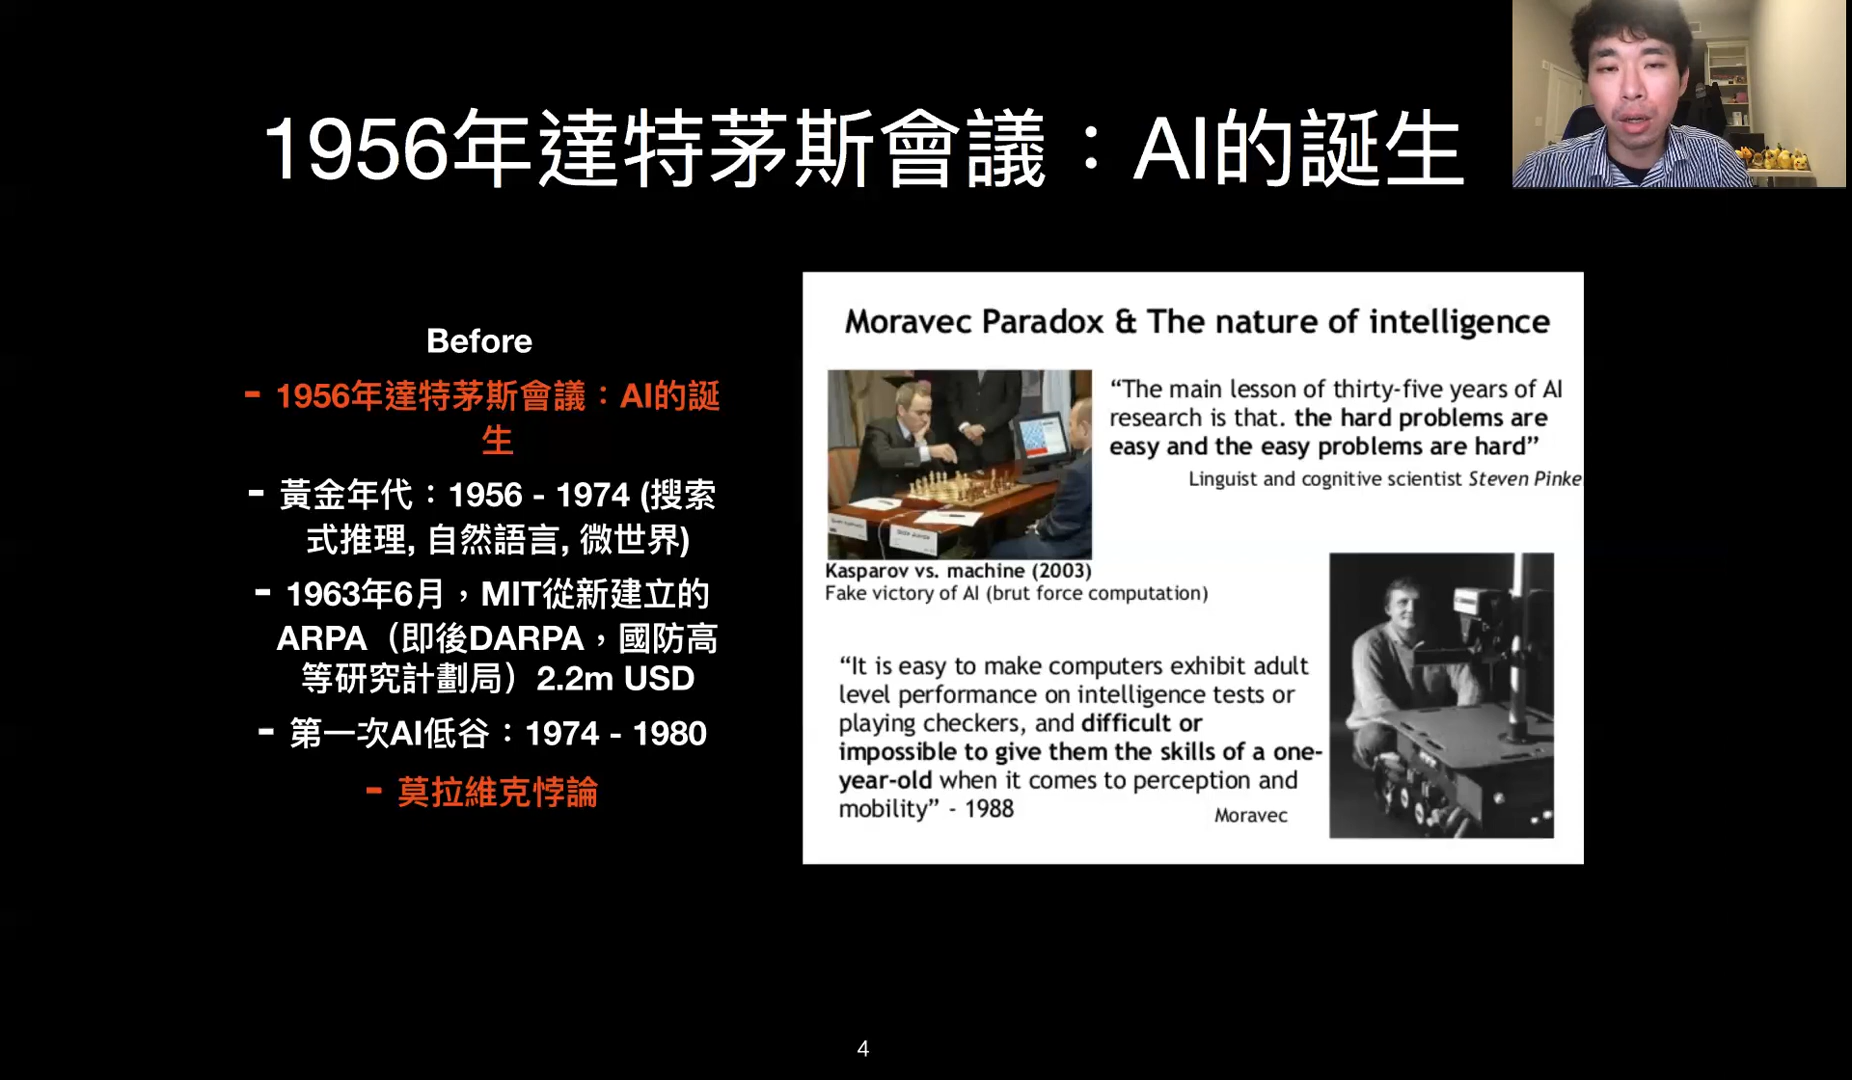 1956年達特茅斯會議：AI的誕生
Before
- 1956年達特茅斯會議：AI的誕
生
- 黃金年代：1956 - 1974 (搜索
式推理, 自然語言, 微世界)
- 1963年6月，MIT從新建立的
ARPA（即後DARPA，國防高
等研究計劃局）2.2m USD
- 第一次AI低谷：1974 - 1980
- 莫拉維克悖論
Moravec Paradox & The nature of intelligence
“The main lesson of thirty-five years of AI
research is that. the hard problems are
easy and the easy problems are hard”
Linguist and cognitive scientist Steven Pinke
Kasparov vs. machine (2003)
Fake victory of AI (brut force computation)
“It is easy to make computers exhibit adult
level performance on intelligence tests or
playing checkers, and difficult or
impossible to give them the skills of a one-
year-old when it comes to perception and
mobility” - 1988
Moravec
4